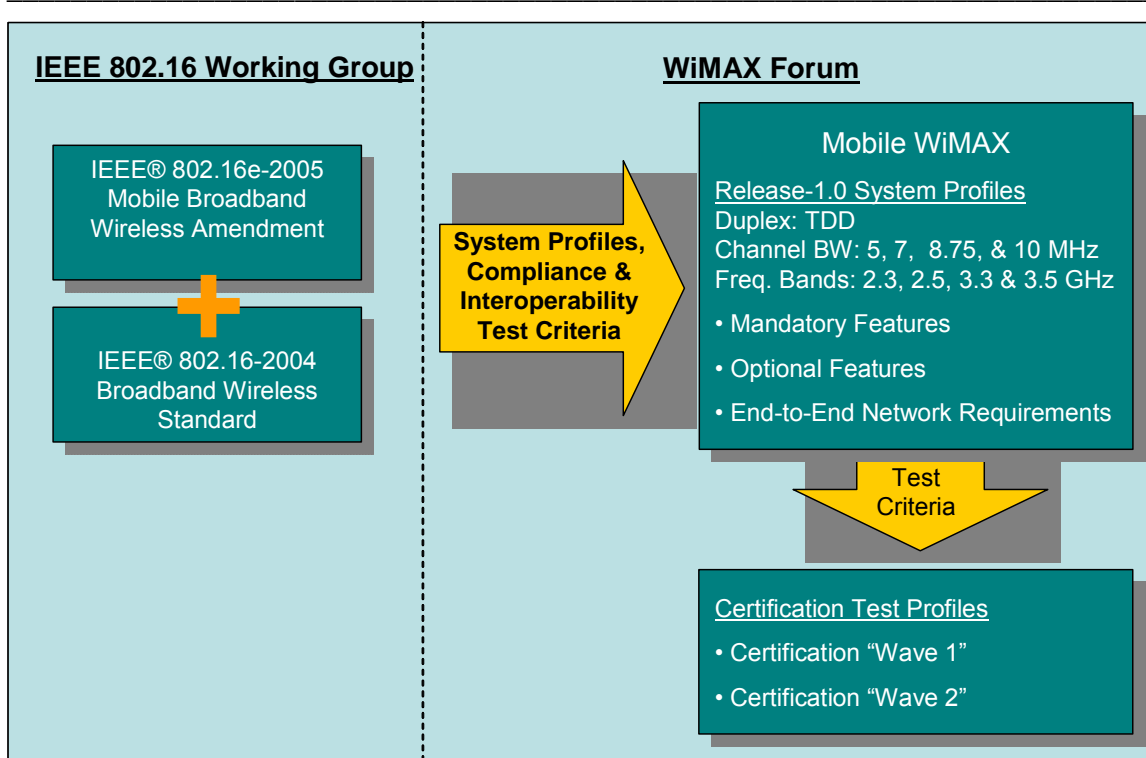 IEEE 802.16 Working Group
IEEE® 802.16e-2005
Mobile Broadband
Wireless Amendment
IEEE® 802.16-2004
Broadband Wireless
Standard
WiMAX Forum
System Profiles,
Compliance &
Interoperability
Test Criteria
Mobile WiMAX
Release-1.0 System Profiles
Duplex: TDD
Channel BW: 5, 7, 8.75, & 10 MHz
Freq. Bands: 2.3, 2.5, 3.3 & 3.5 GHz
• Mandatory Features
• Optional Features
• End-to-End Network Requirements
Test
Criteria
Certification Test Profiles
• Certification “Wave 1”
• Certification “Wave 2”